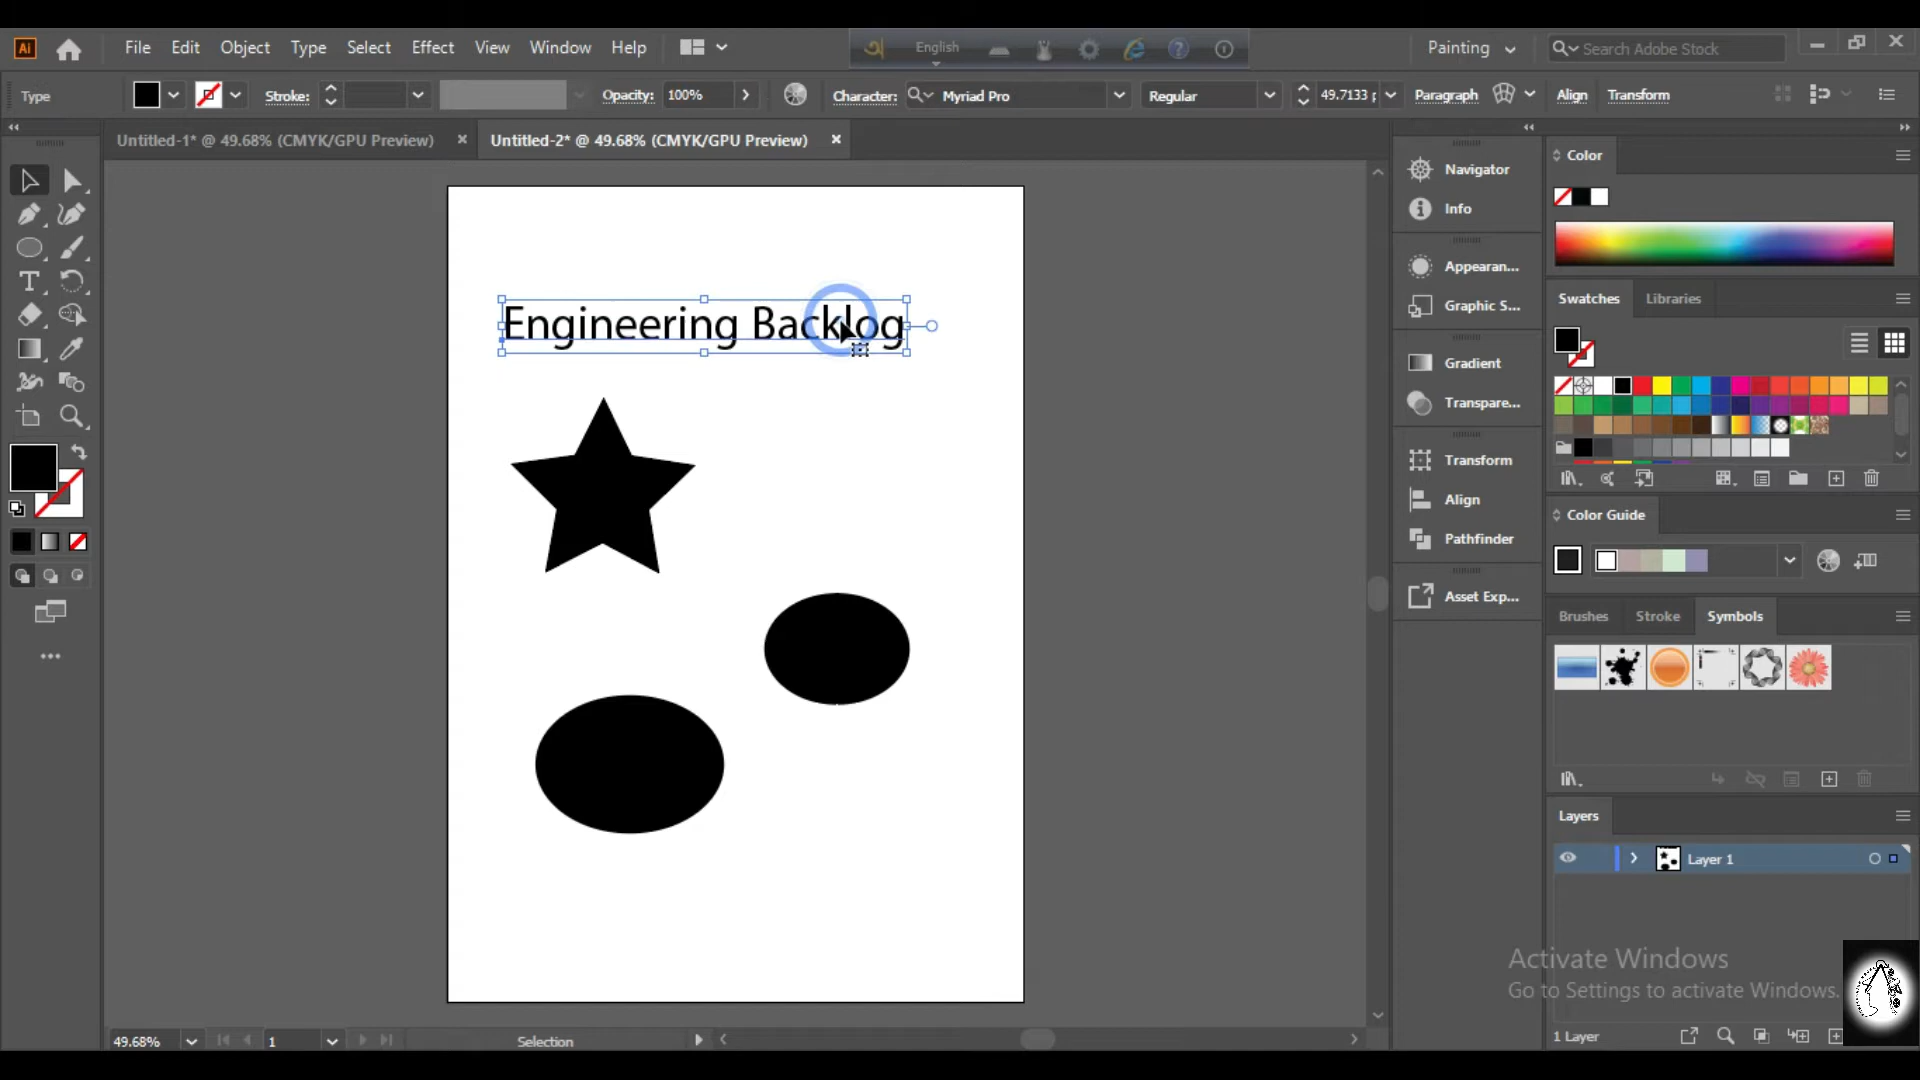 Ai File Edit Object Type Select Effect View Window Help English Painting Search Adobe Stock
Type Stroke: Opacity: 100% Character: Myriad Pro Regular 49.7133 Paragraph Align Transform
Untitled-1* @ 49.68% (CMYK/GPU Preview) Untitled-2* @ 49.68% (CMYK/GPU Preview)
Engineering Backlog
Navigator
Info
Appearan...
Graphic S...
Gradient
Transpare...
Transform
Align
Pathfinder
Asset Exp...
Color
Swatches Libraries
Color Guide
Brushes Stroke Symbols
Layers
Layer 1
Activate Windows
Go to Settings to activate Windows.
1 Layer
49.68% 1 Selection